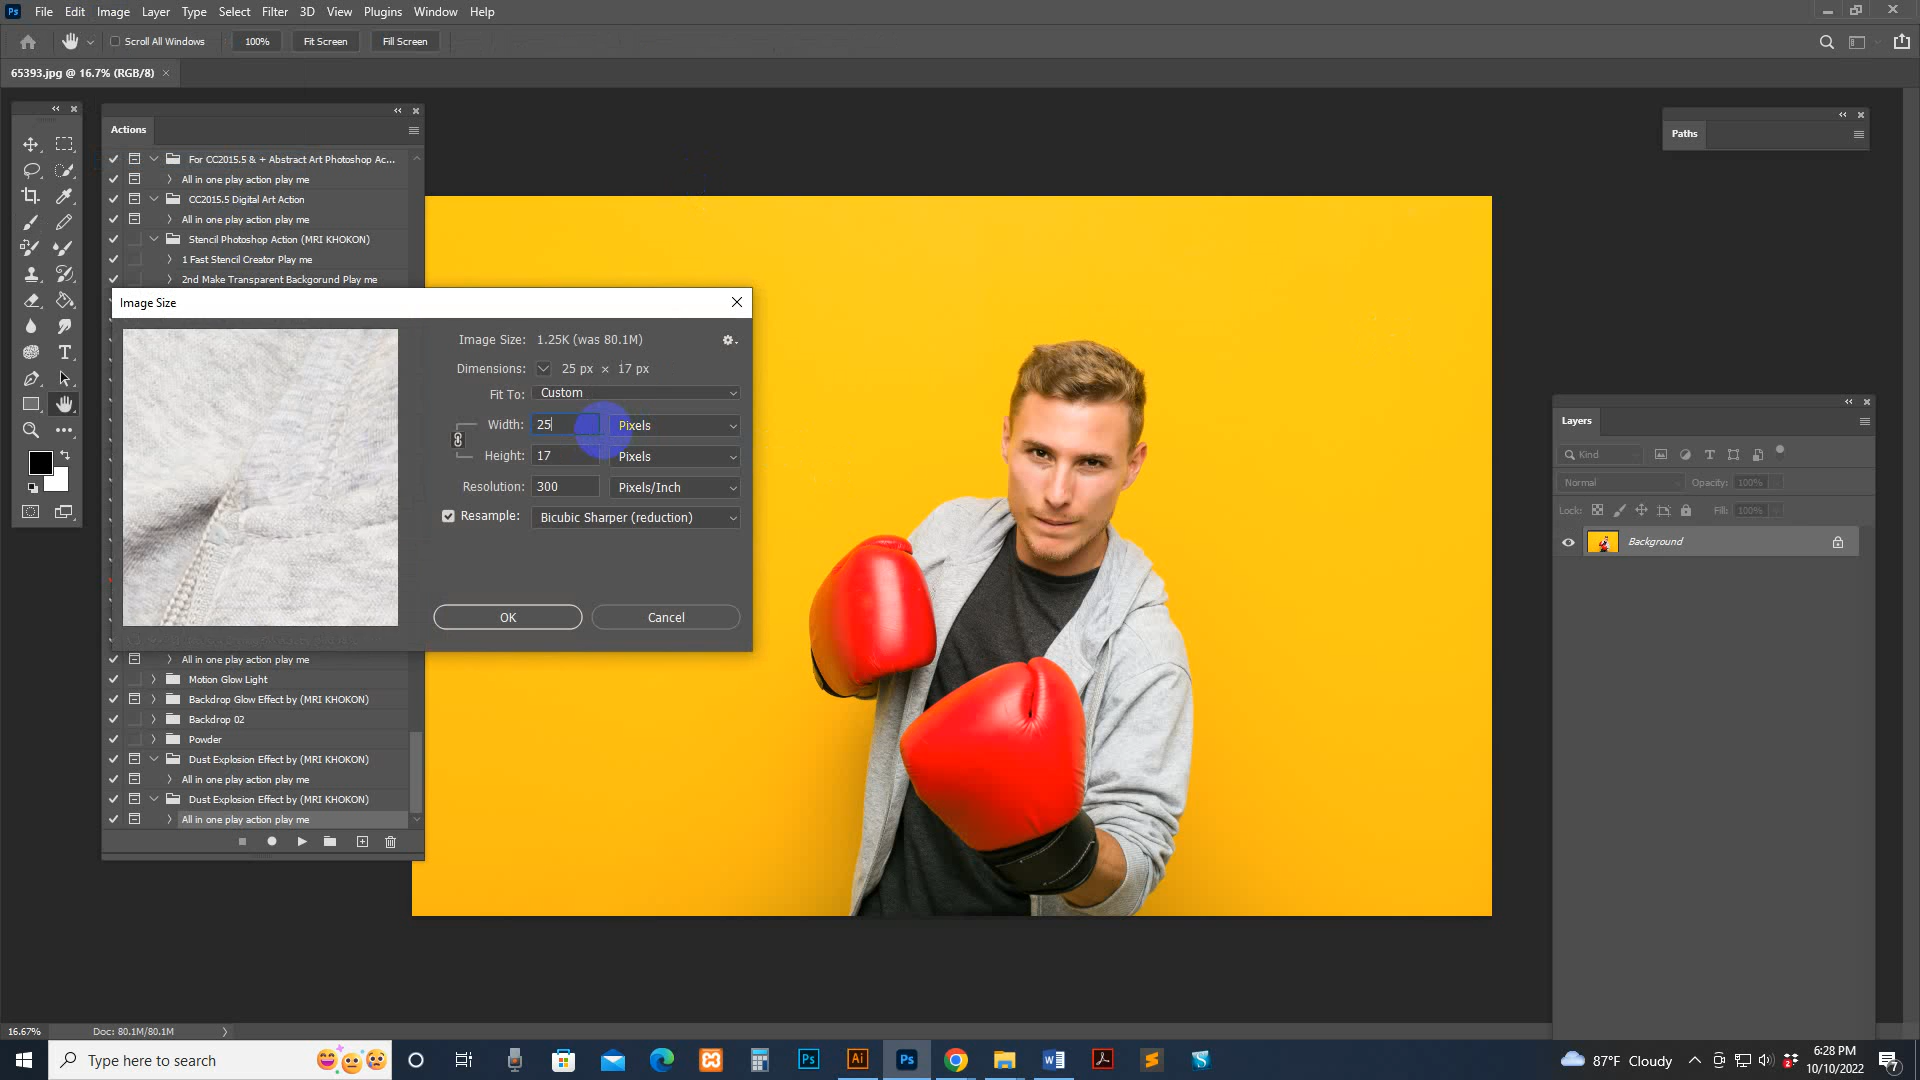 Ps File Edit Image Layer Type Select Filter 3D View Plugins Window Help
Scroll All Windows 100% Fit Screen Fill Screen
65393.jpg @ 16.7% (RGB/8) ×
Actions
Paths
For CC2015.5 & + Abstract Art Photoshop Ac...
All in one play action play me
CC2015.5 Digital Art Action
All in one play action play me
Stencil Photoshop Action (MRI KHOKON)
1 Fast Stencil Creator Play me
2nd Make Transparent Backgorund Play me
Image Size
Image Size: 1.25K (was 80.1M)
Dimensions: 25 px × 17 px
Fit To: Custom
Width: 25 Pixels
Height: 17 Pixels
Resolution: 300 Pixels/Inch
Resample: Bicubic Sharper (reduction)
OK Cancel
Layers
Kind
Normal Opacity: 100%
Lock: Fill: 100%
Background
All in one play action play me
Motion Glow Light
Backdrop Glow Effect by (MRI KHOKON)
Backdrop 02
Powder
Dust Explosion Effect by (MRI KHOKON)
All in one play action play me
Dust Explosion Effect by (MRI KHOKON)
All in one play action play me
16.67% Doc: 80.1M/80.1M
Type here to search
Ps Ai Ps
87°F Cloudy
2
6:28 PM
10/10/2022
7